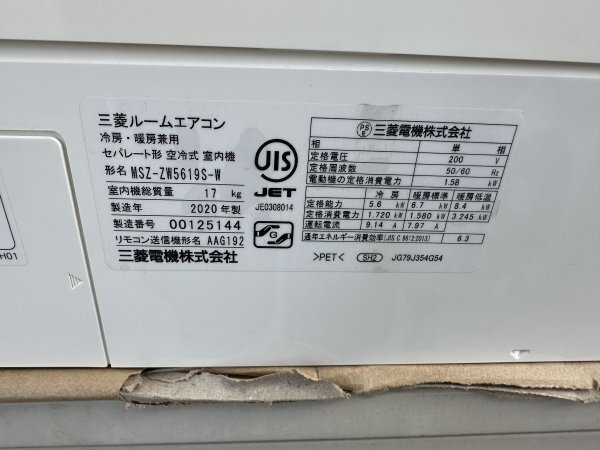 三菱ルームエアコン
冷房・暖房兼用
セパレート形 空冷式 室内機
形名 MSZ-ZW5619S-W
室内機総質量 17 kg
製造年 2020 年製
製造番号 00125144
リモコン送信機形名 AAG192
三菱電機株式会社
JIS
JET
JE0308014
PS E 三菱電機株式会社
相 単 相
定格電圧 200 V
定格周波数 50/60 Hz
電動機の定格消費電力 1.58 kW
冷 房 暖房標準 暖房低温
定格能力 5.6 kW 6.7 kW 8.4 kW
定格消費電力 1.720 kW 1.580 kW 3.245 kW
運転電流 9.14 A 7.97 A
通年エネルギー消費効率(JIS C 9612:2013) 6.3
>PET< SH2 JG79J354G54
H01